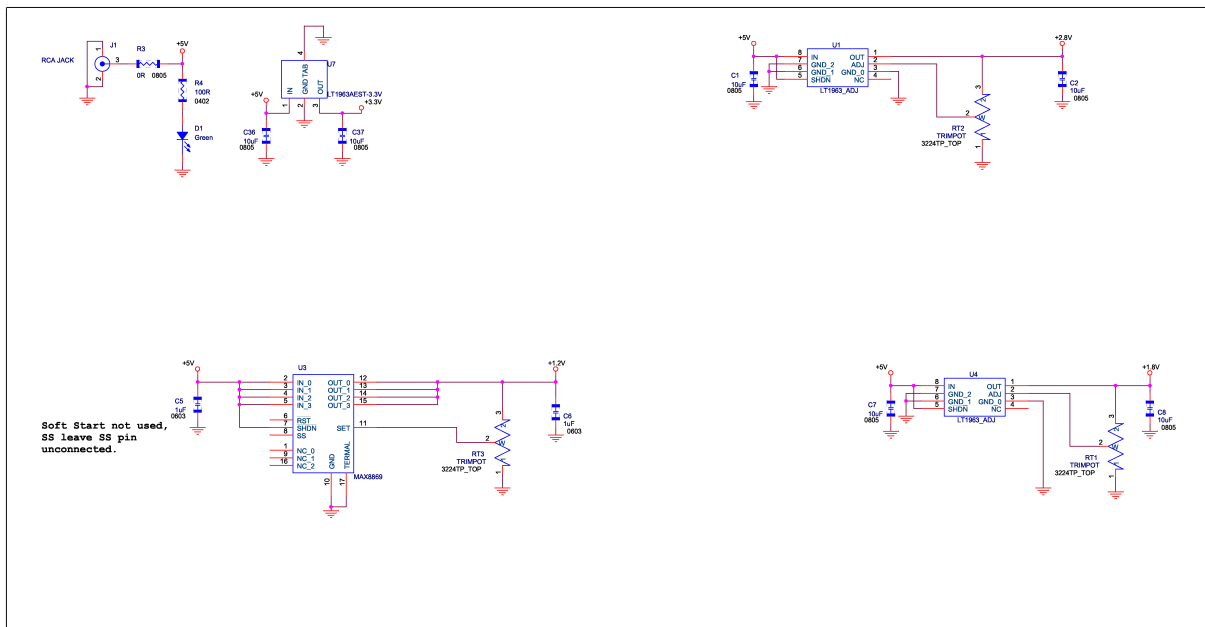 J1
RCA JACK
1
2
3
R3
0R 0805
+5V
R4
100R
0402
D1
Green
4
U7
GND TAB
IN
GND
OUT
LT1963AEST-3.3V
1
2
3
+5V
+3.3V
C36
10uF
0805
C37
10uF
0805
+5V
U1
+2.8V
8 IN OUT 1
7 GND_2 ADJ 2
6 GND_1 GND_0 3
5 SHDN NC 4
LT1963_ADJ
C1
10uF
0805
C2
10uF
0805
3
2
W
1
RT2
TRIMPOT
3224TP_TOP
+5V
U3
+1.2V
2 IN_0 OUT_0 12
3 IN_1 OUT_1 13
4 IN_2 OUT_2 14
5 IN_3 OUT_3 15
6 RST
7 SHDN SET 11
8 SS
1 NC_0
9 NC_1
16 NC_2
GND
TERMAL
10
17
MAX8869
C5
1uF
0603
C6
1uF
0603
Soft Start not used,
SS leave SS pin
unconnected.
3
2
W
1
RT3
TRIMPOT
3224TP_TOP
+5V
U4
+1.8V
8 IN OUT 1
7 GND_2 ADJ 2
6 GND_1 GND_0 3
5 SHDN NC 4
LT1963_ADJ
C7
10uF
0805
C8
10uF
0805
3
2
W
1
RT1
TRIMPOT
3224TP_TOP